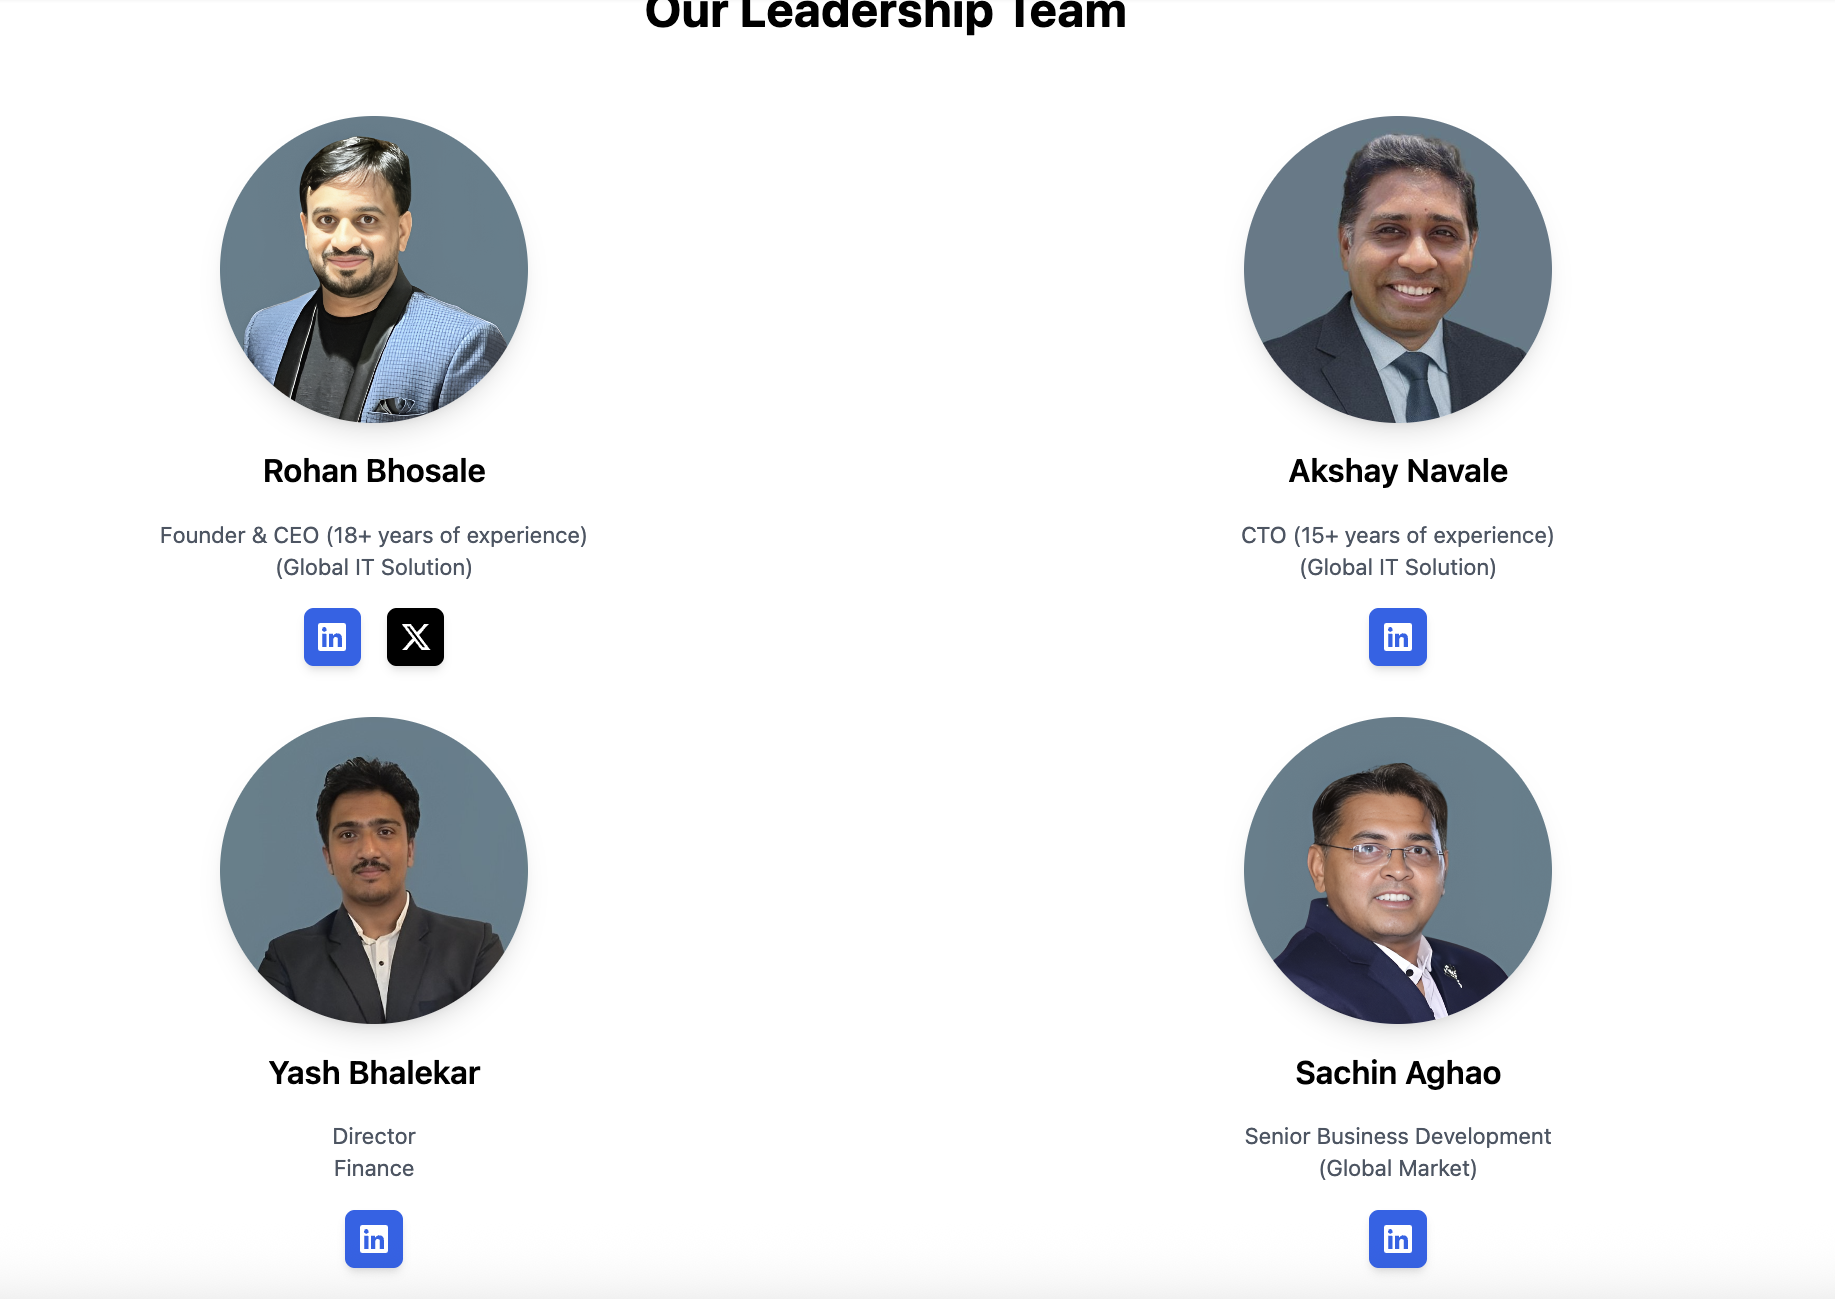 Our Leadership Team
Rohan Bhosale
Founder & CEO (18+ years of experience)
(Global IT Solution)
in
X
Akshay Navale
CTO (15+ years of experience)
(Global IT Solution)
in
Yash Bhalekar
Director
Finance
in
Sachin Aghao
Senior Business Development
(Global Market)
in